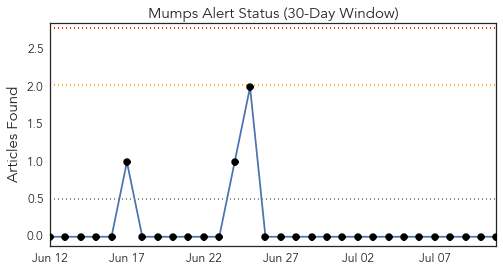 Mumps Alert Status (30-Day Window)
Articles Found
2.5
2.0
1.5
1.0
0.5
0.0
Jun 12
Jun 17
Jun 22
Jun 27
Jul 02
Jul 07